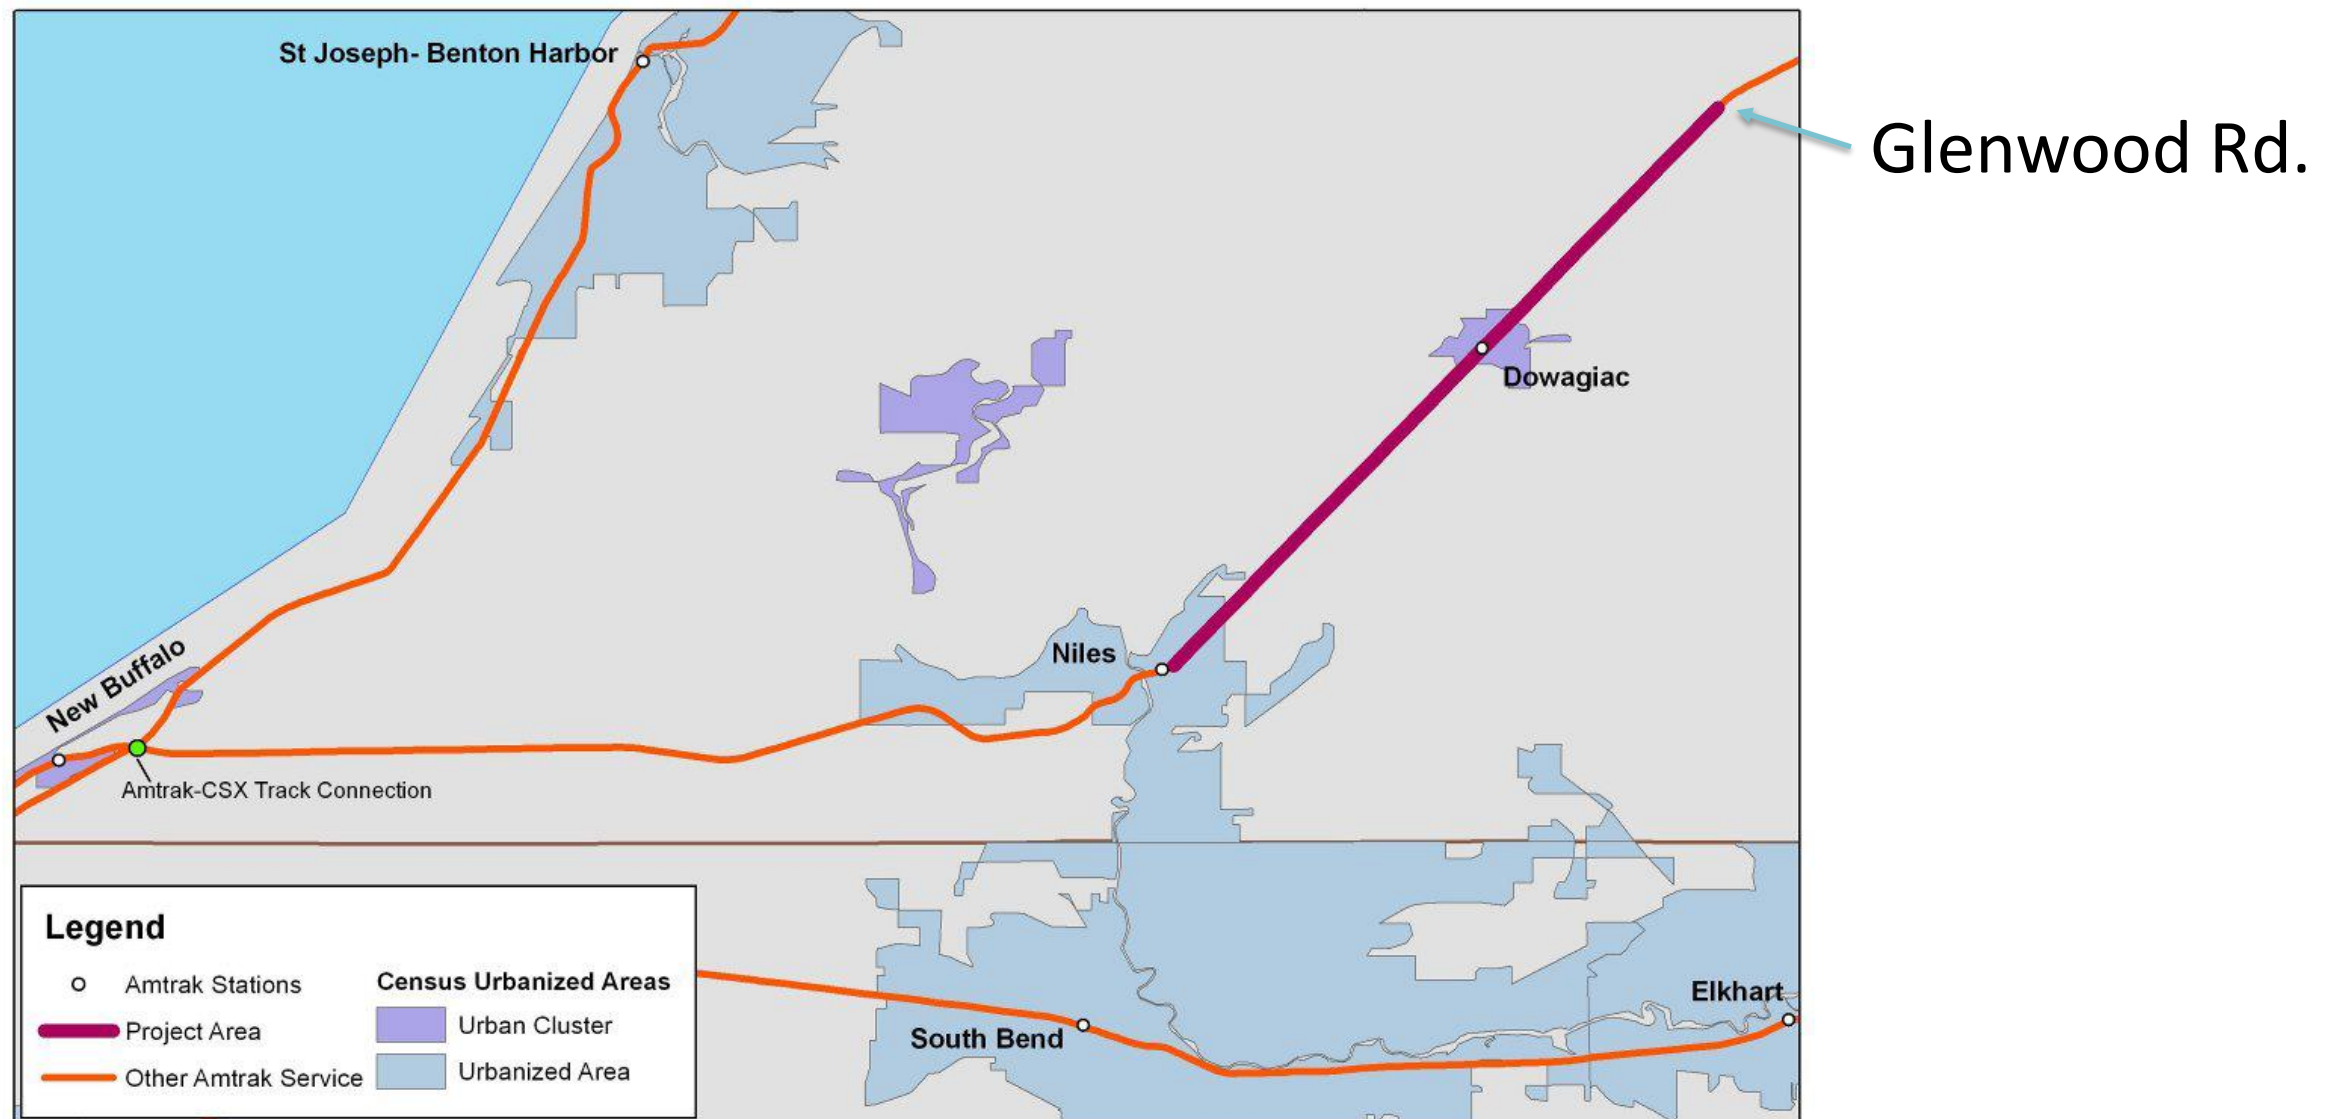 St Joseph- Benton Harbor
Glenwood Rd.
Dowagiac
Niles
New Buffalo
Amtrak-CSX Track Connection
Legend
Amtrak Stations
Project Area
Other Amtrak Service
Census Urbanized Areas
Urban Cluster
Urbanized Area
South Bend
Elkhart